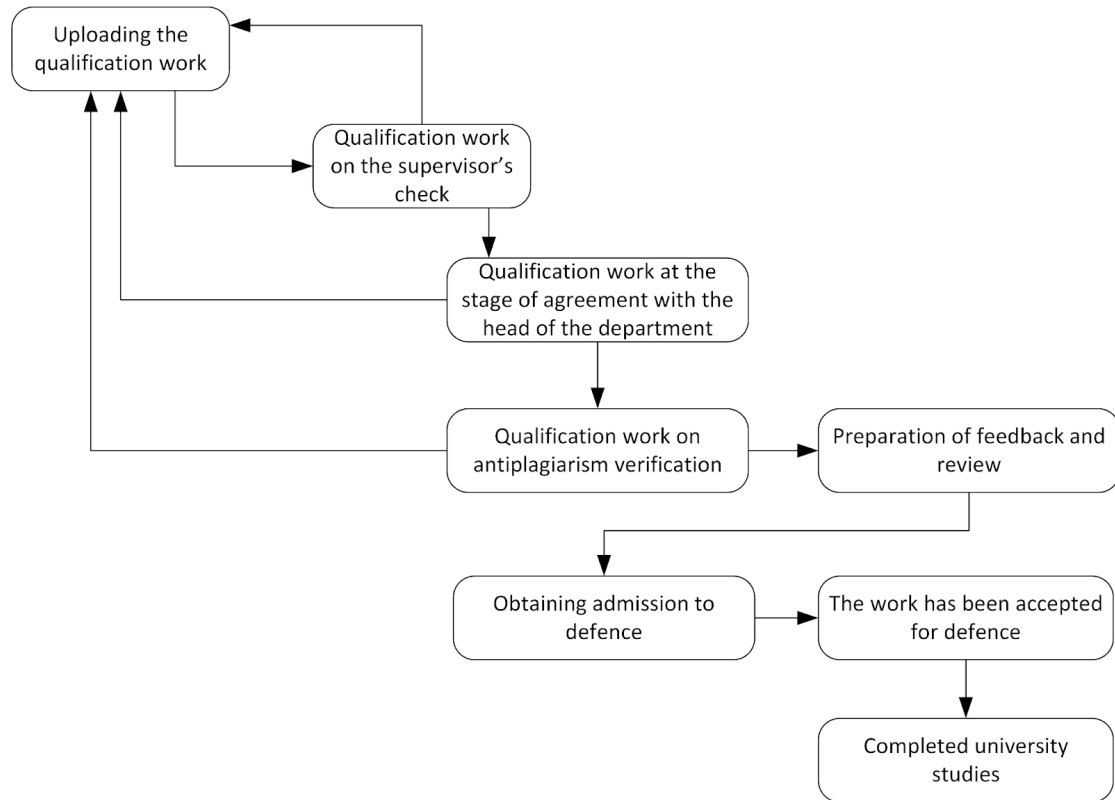 Uploading the
qualification work
Qualification work
on the supervisor's
check
Qualification work at the
stage of agreement with the
head of the department
Qualification work on
antiplagiarism verification
Preparation of feedback and
review
Obtaining admission to
defence
The work has been accepted
for defence
Completed university
studies